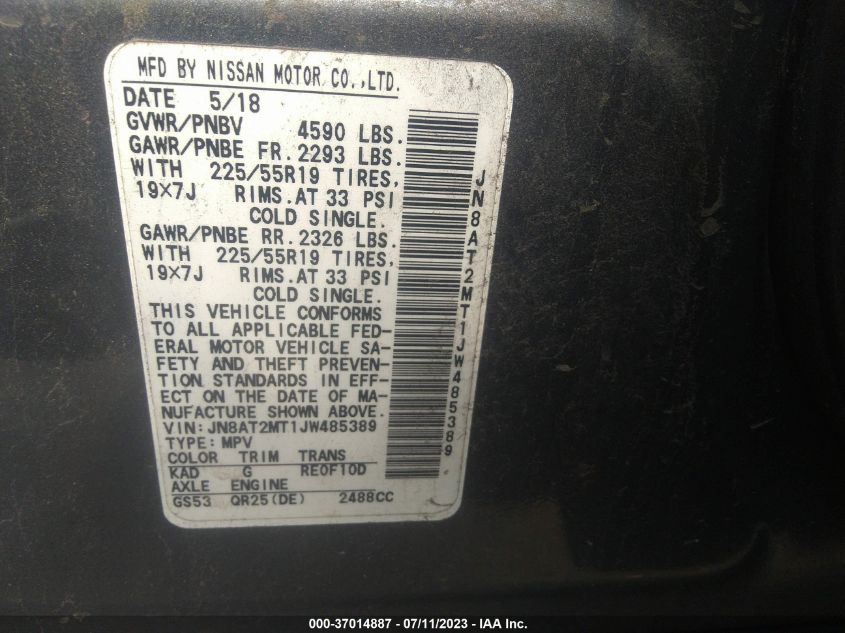 MFD BY NISSAN MOTOR CO.,LTD.
DATE 5/18
GVWR/PNBV 4590 LBS.
GAWR/PNBE FR. 2293 LBS.
WITH 225/55R19 TIRES,
19×7J RIMS.AT 33 PSI
COLD SINGLE.
GAWR/PNBE RR. 2326 LBS.
WITH 225/55R19 TIRES,
19×7J RIMS.AT 33 PSI
COLD SINGLE.
THIS VEHICLE CONFORMS
TO ALL APPLICABLE FED-
ERAL MOTOR VEHICLE SA-
FETY AND THEFT PREVEN-
TION STANDARDS IN EFF-
ECT ON THE DATE OF MA-
NUFACTURE SHOWN ABOVE.
VIN:JN8AT2MT1JW485389
TYPE:MPV
COLOR TRIM TRANS
KAD G RE0F10D
AXLE ENGINE
GS53 QR25(DE) 2488CC
JN8AT2MT1JW485389
000-37014887 - 07/11/2023 - IAA Inc.